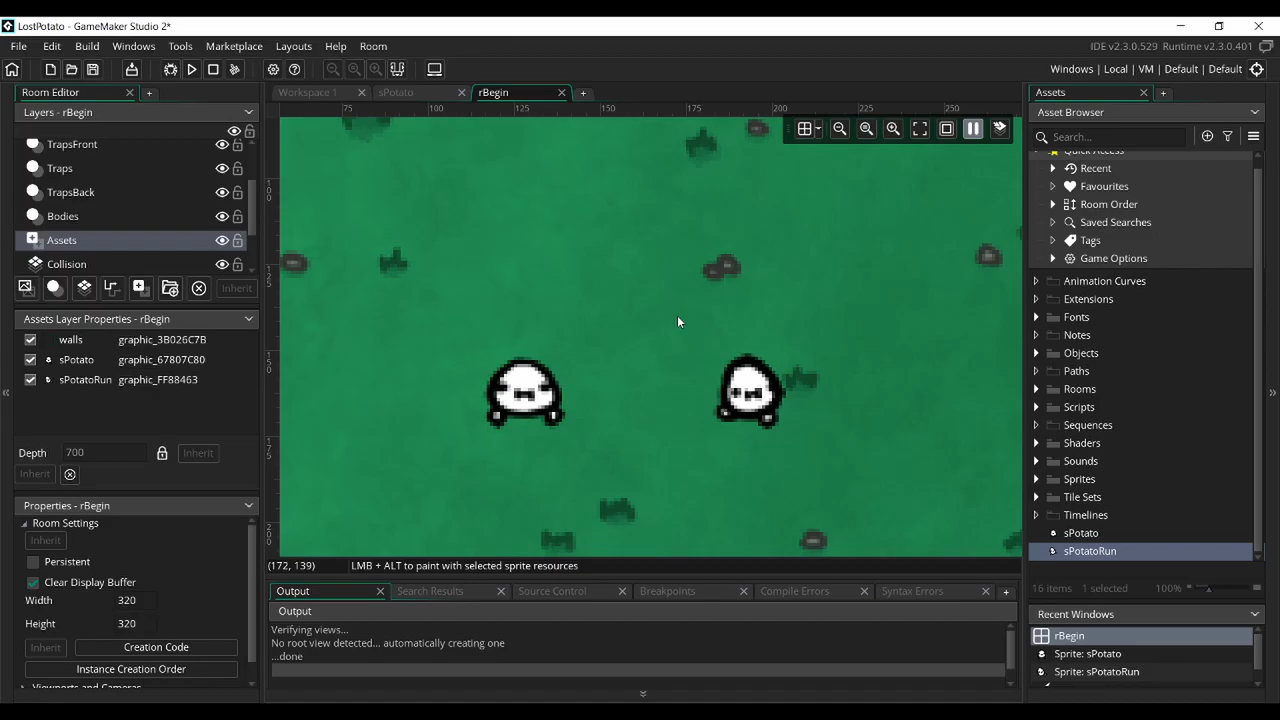 LostPotato - GameMaker Studio 2*
File Edit Build Windows Tools Marketplace Layouts Help Room
IDE v2.3.0.529 Runtime v2.3.0.401
Windows | Local | VM | Default | Default
Room Editor
Workspace 1 sPotato rBegin
Assets
Layers - rBegin
75 100 125 150 175 200 225 250
Asset Browser
Search...
TrapsFront
Traps
TrapsBack
Bodies
Assets
Collision
Inherit
Quick Access
Recent
Favourites
Room Order
Saved Searches
Tags
Game Options
Animation Curves
Extensions
Fonts
Notes
Objects
Paths
Rooms
Scripts
Sequences
Shaders
Sounds
Sprites
Tile Sets
Timelines
sPotato
sPotatoRun
100
125
150
175
200
Assets Layer Properties - rBegin
walls graphic_3B026C7B
sPotato graphic_67807C80
sPotatoRun graphic_FF88463
Depth 700 Inherit
Inherit
Properties - rBegin
Room Settings
Inherit
Persistent
Clear Display Buffer
Width 320
Height 320
Inherit Creation Code
Instance Creation Order
Viewports and Cameras
(172, 139) LMB + ALT to paint with selected sprite resources
Output Search Results Source Control Breakpoints Compile Errors Syntax Errors
Output
Verifying views...
No root view detected... automatically creating one
...done
16 items 1 selected 100%
Recent Windows
rBegin
Sprite: sPotato
Sprite: sPotatoRun